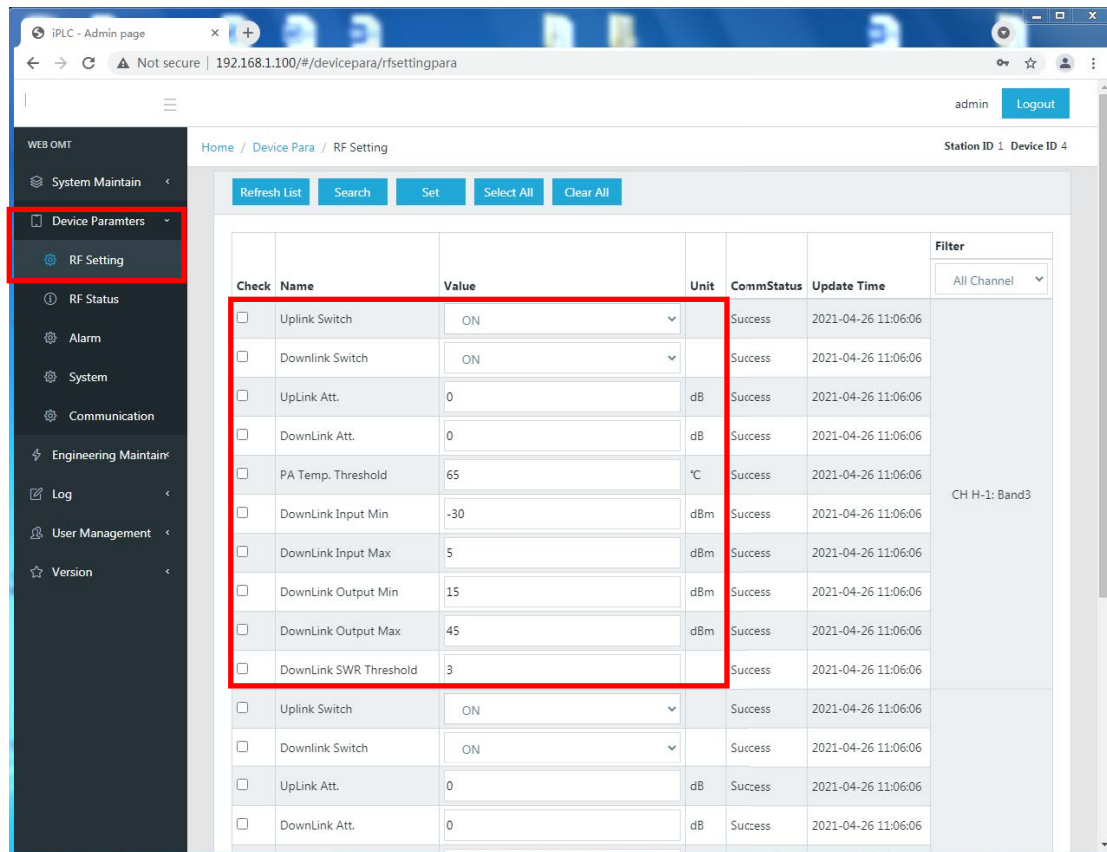 iPLC - Admin page
Not secure | 192.168.1.100/#/devicepara/rfsettingpara
admin Logout
WEB OMT
Home / Device Para / RF Setting
Station ID 1 Device ID 4
System Maintain
Device Paramters
RF Setting
RF Status
Alarm
System
Communication
Engineering Maintain
Log
User Management
Version
Refresh List Search Set Select All Clear All
Filter
Check Name Value Unit CommStatus Update Time All Channel
Uplink Switch ON Success 2021-04-26 11:06:06
Downlink Switch ON Success 2021-04-26 11:06:06
UpLink Att. 0 dB Success 2021-04-26 11:06:06
DownLink Att. 0 dB Success 2021-04-26 11:06:06
PA Temp. Threshold 65 ℃ Success 2021-04-26 11:06:06
CH H-1: Band3
DownLink Input Min -30 dBm Success 2021-04-26 11:06:06
DownLink Input Max 5 dBm Success 2021-04-26 11:06:06
DownLink Output Min 15 dBm Success 2021-04-26 11:06:06
DownLink Output Max 45 dBm Success 2021-04-26 11:06:06
DownLink SWR Threshold 3 Success 2021-04-26 11:06:06
Uplink Switch ON Success 2021-04-26 11:06:06
Downlink Switch ON Success 2021-04-26 11:06:06
UpLink Att. 0 dB Success 2021-04-26 11:06:06
DownLink Att. 0 dB Success 2021-04-26 11:06:06